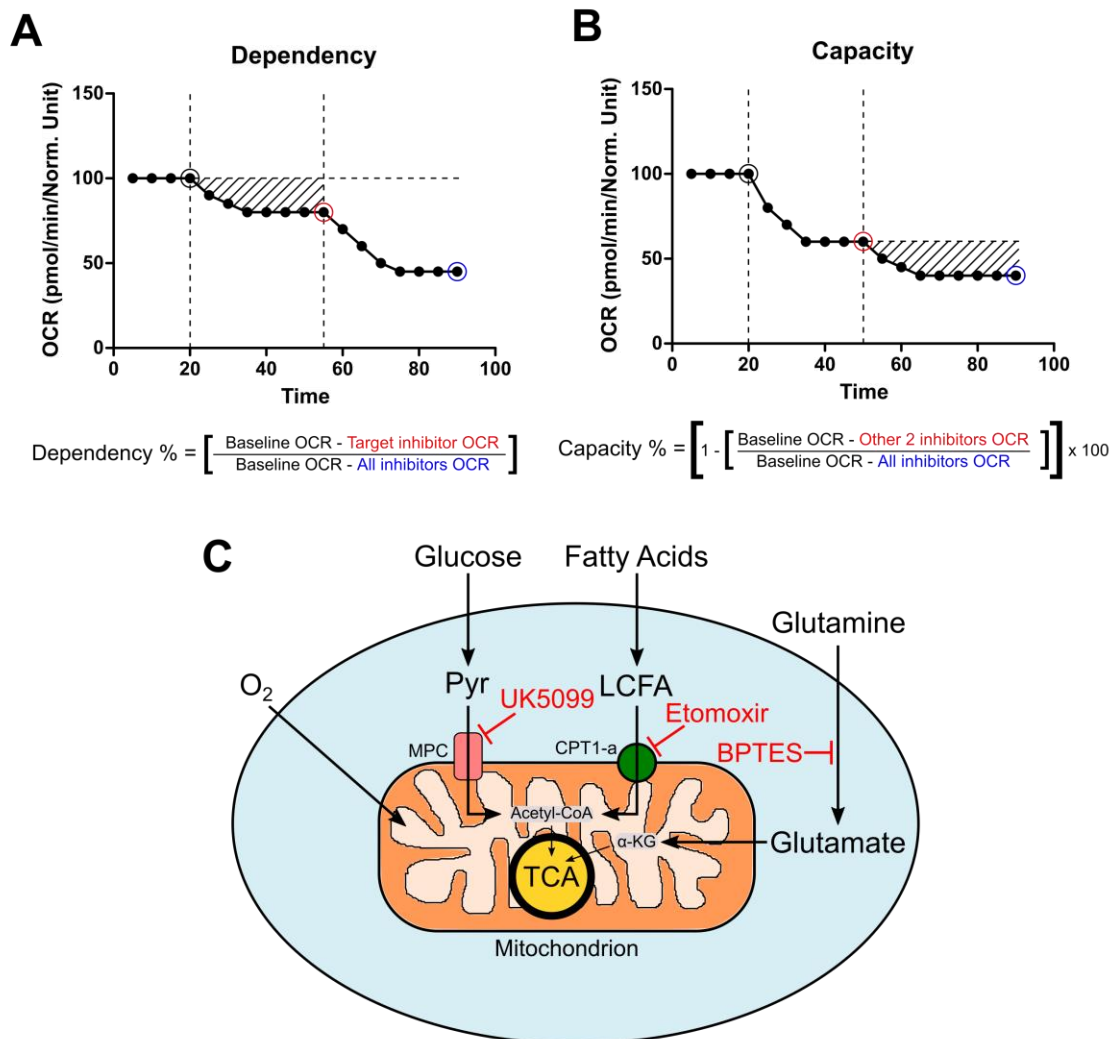 A
Dependency
OCR (pmol/min/Norm. Unit)
150
100
50
0
0 20 40 60 80 100
Time
Dependency % = [ Baseline OCR - Target inhibitor OCR
Baseline OCR - All inhibitors OCR ]
B
Capacity
OCR (pmol/min/Norm. Unit)
150
100
50
0
0 20 40 60 80 100
Time
Capacity % = [ 1 - [ Baseline OCR - Other 2 inhibitors OCR
Baseline OCR - All inhibitors OCR ] ] x 100
C
Glucose
Fatty Acids
Glutamine
O₂
Pyr
UK5099
LCFA
Etomoxir
MPC
CPT1-a
BPTES
Acetyl-CoA
α-KG
Glutamate
TCA
Mitochondrion